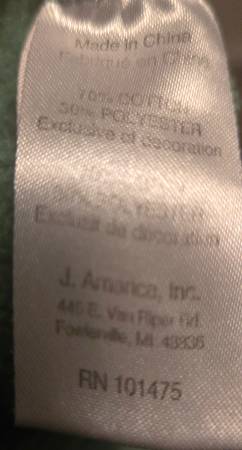 Made in China
Fabriqué en Chine
70% COTTON
30% POLYESTER
Exclusive of decoration
POLYESTER
Exclusif de décoration
J. America, Inc.
445 E. Van Riper Rd.
Fowlerville, MI 48836
RN 101475